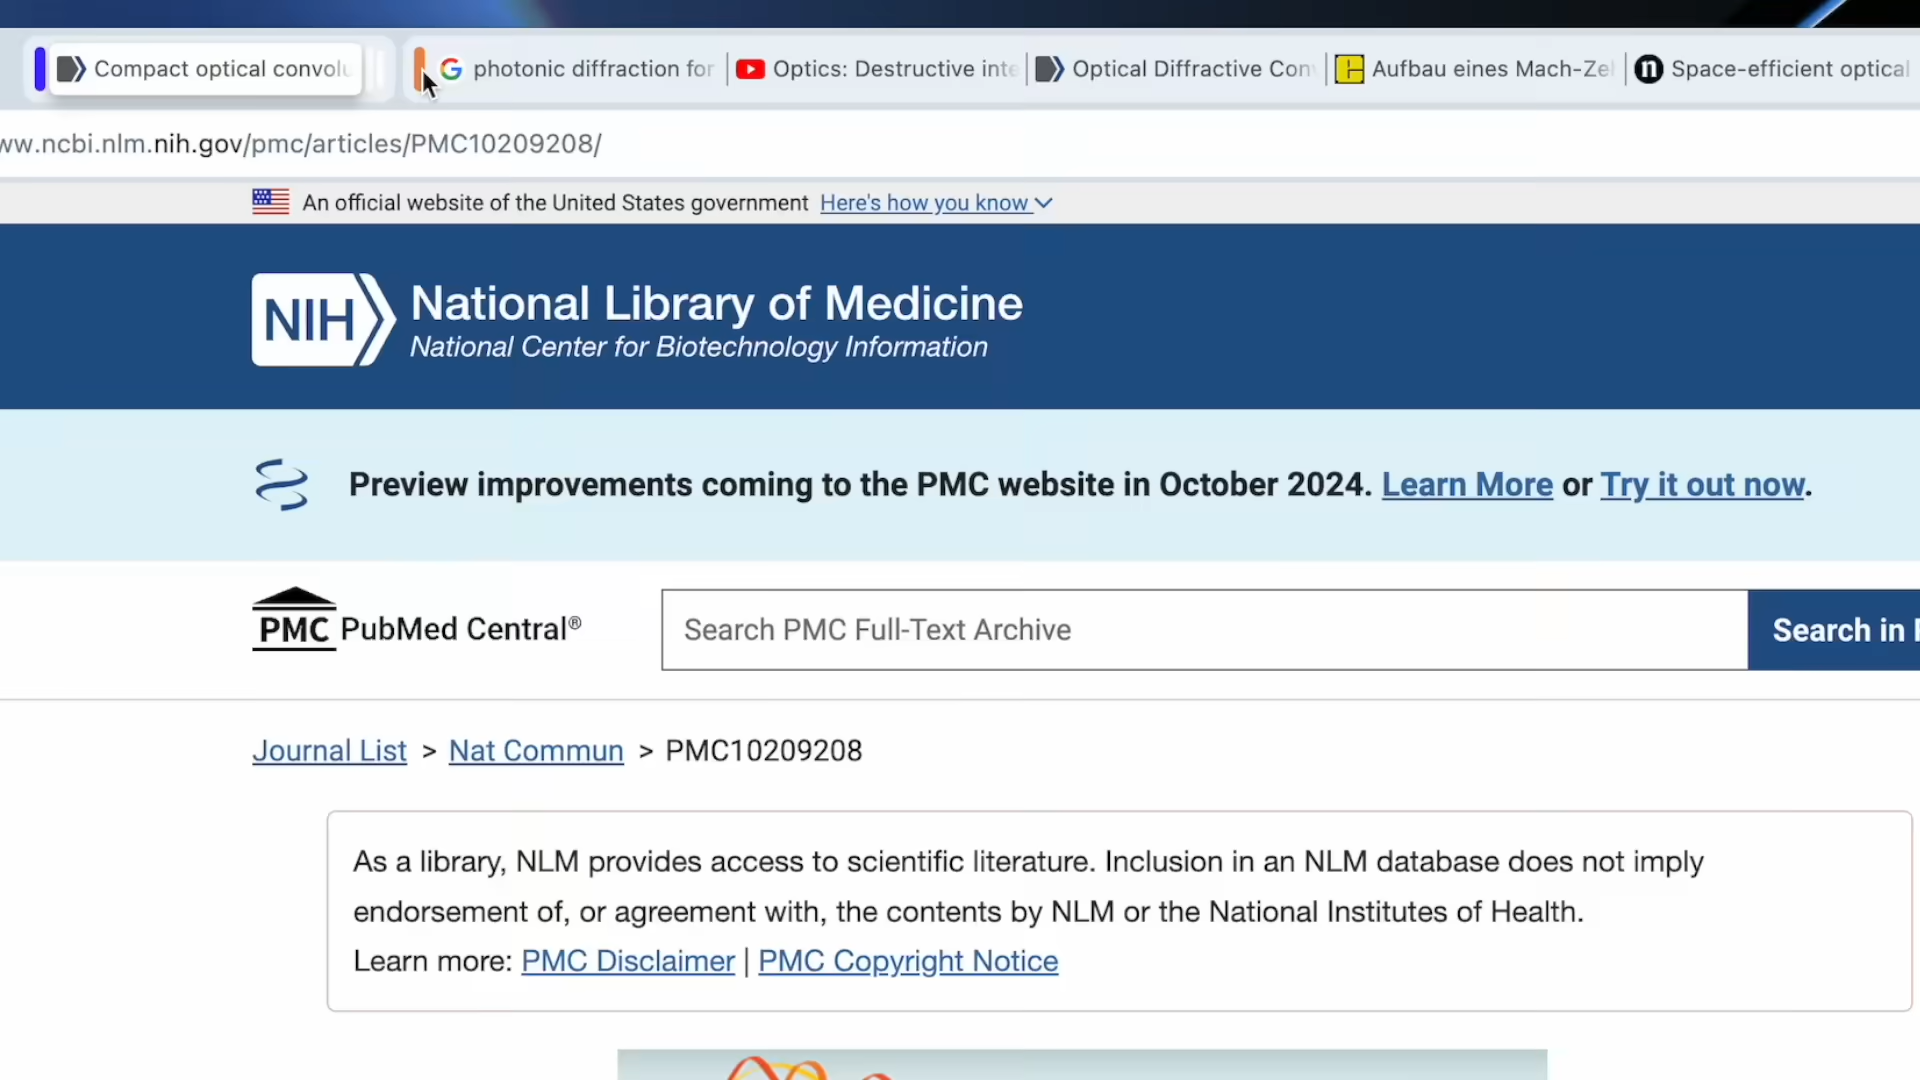 Compact optical convolu
photonic diffraction for
Optics: Destructive inte
Optical Diffractive Con
Aufbau eines Mach-Ze
Space-efficient optical
ww.ncbi.nlm.nih.gov/pmc/articles/PMC10209208/
An official website of the United States government Here's how you know
NIH National Library of Medicine
National Center for Biotechnology Information
Preview improvements coming to the PMC website in October 2024. Learn More or Try it out now.
PMC PubMed Central®
Search PMC Full-Text Archive
Search in
Journal List > Nat Commun > PMC10209208
As a library, NLM provides access to scientific literature. Inclusion in an NLM database does not imply
endorsement of, or agreement with, the contents by NLM or the National Institutes of Health.
Learn more: PMC Disclaimer | PMC Copyright Notice